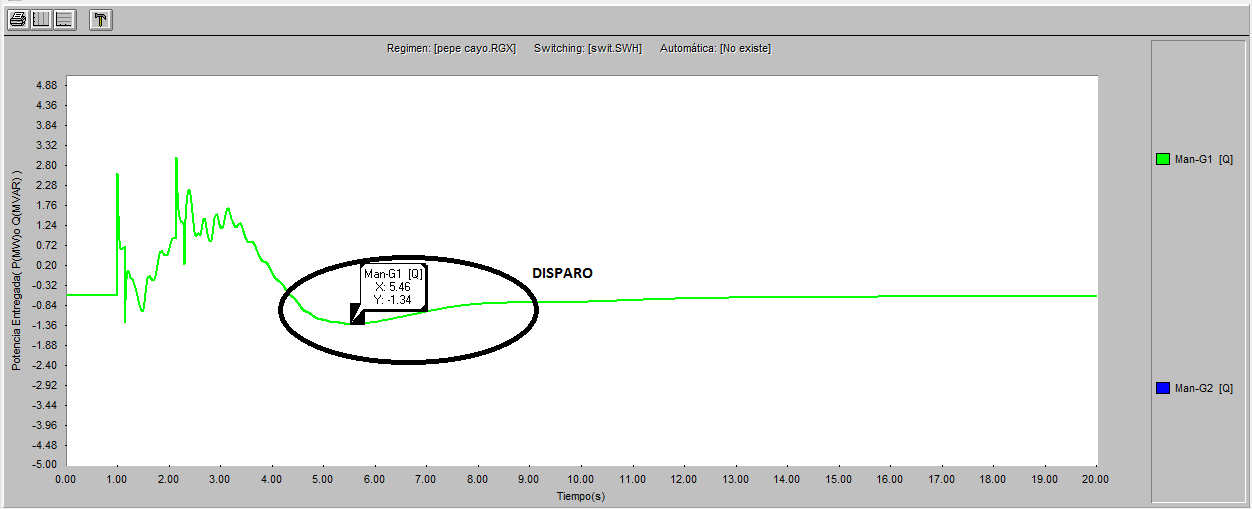 Regimen: [pepe cayo.RGX] Switching: [swit.SWH] Automática: [No existe]
Potencia Entregada( P(MW)o Q(MVAR) )
4.88
4.36
3.84
3.32
2.80
2.28
1.76
1.24
0.72
0.20
-0.32
-0.84
-1.36
-1.88
-2.40
-2.92
-3.44
-3.96
-4.48
-5.00
Man-G1 [Q]
X: 5.46
Y: -1.34
DISPARO
0.00 1.00 2.00 3.00 4.00 5.00 6.00 7.00 8.00 9.00 10.00 11.00 12.00 13.00 14.00 15.00 16.00 17.00 18.00 19.00 20.00
Tiempo(s)
Man-G1 [Q]
Man-G2 [Q]